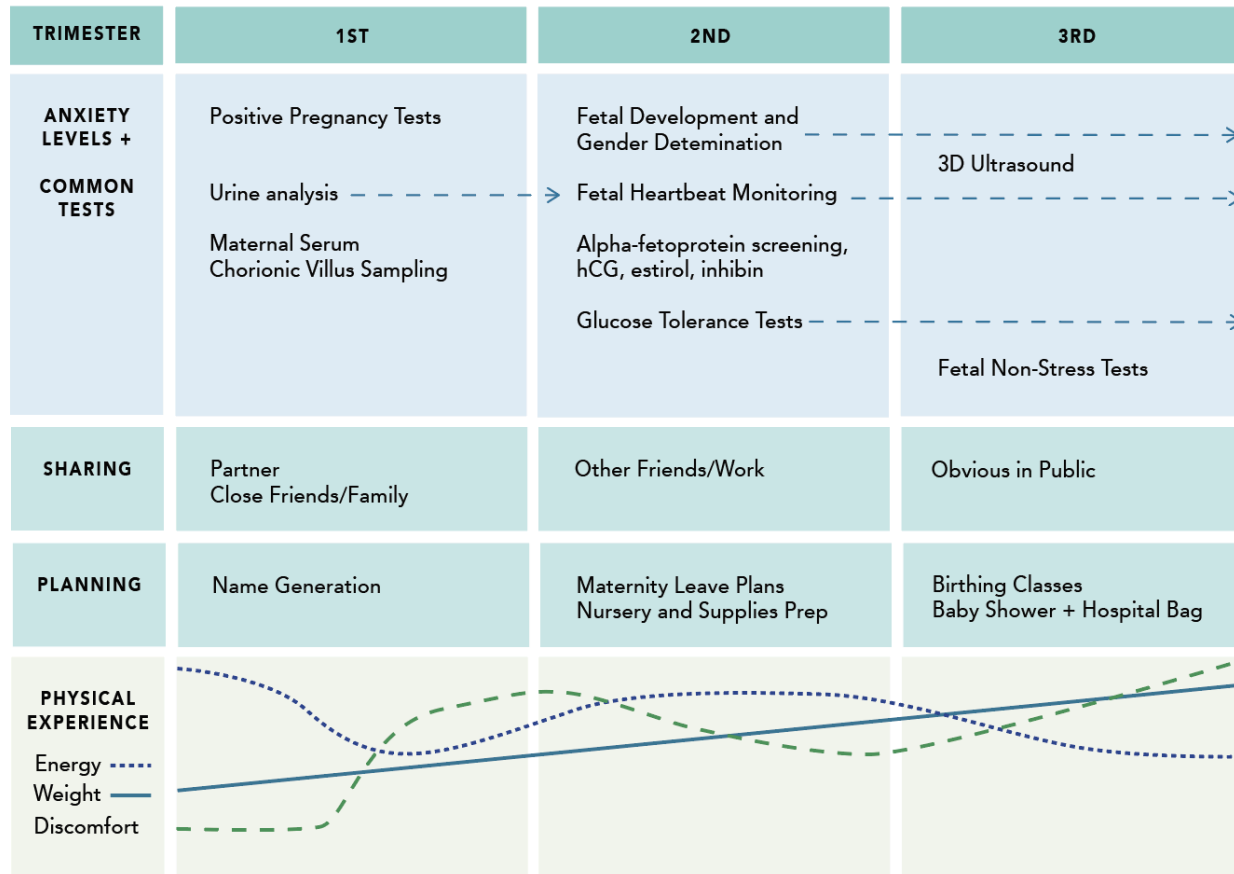 TRIMESTER
1ST
2ND
3RD
ANXIETY
LEVELS +
COMMON
TESTS
Positive Pregnancy Tests
Urine analysis
Maternal Serum
Chorionic Villus Sampling
Fetal Development and
Gender Detemination
Fetal Heartbeat Monitoring
Alpha-fetoprotein screening,
hCG, estirol, inhibin
Glucose Tolerance Tests
3D Ultrasound
Fetal Non-Stress Tests
SHARING
Partner
Close Friends/Family
Other Friends/Work
Obvious in Public
PLANNING
Name Generation
Maternity Leave Plans
Nursery and Supplies Prep
Birthing Classes
Baby Shower + Hospital Bag
PHYSICAL
EXPERIENCE
Energy
Weight
Discomfort